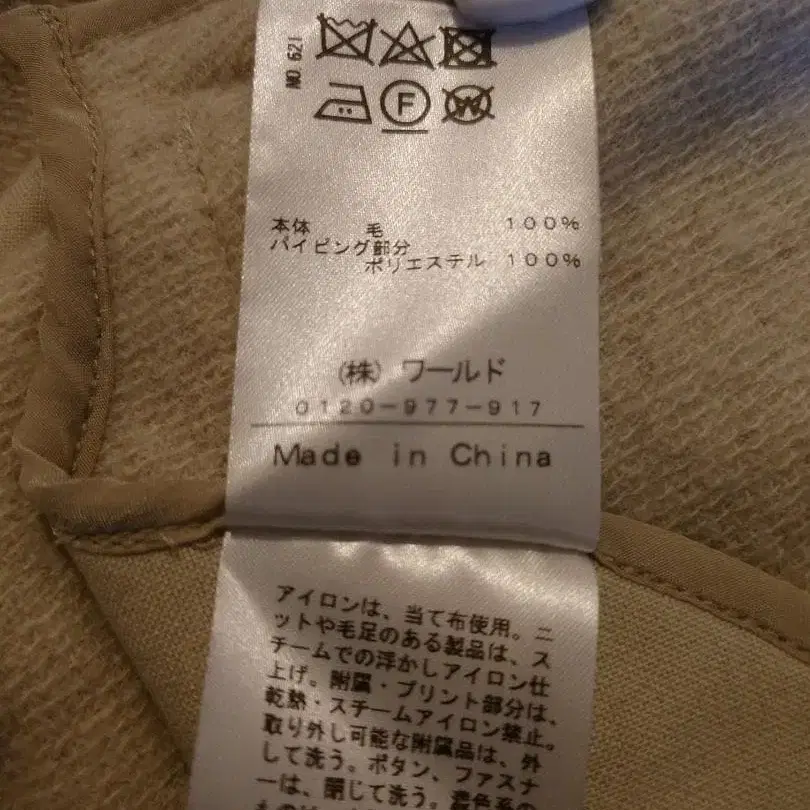 NO.621
F
W
本体 毛 100%
パイピング部分
ポリエステル 100%
(株) ワールド
0120-977-917
Made in China
アイロンは、当て布使用。ニ
ットや毛足のある製品は、ス
チームでの浮かしアイロン仕
上げ。附属・プリント部分は、
乾熱・スチームアイロン禁止。
取り外し可能な附属品は、外
して洗う。ボタン、ファスナ
ーは、閉じて洗う。濃色系の